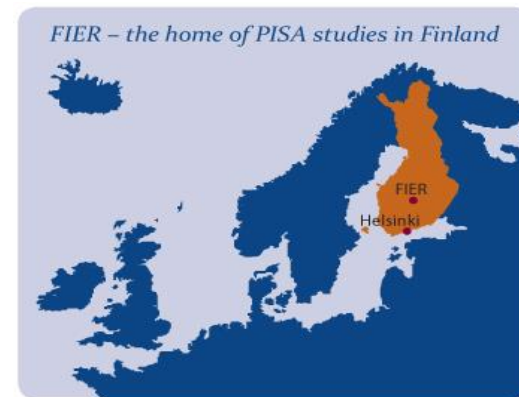 FIER – the home of PISA studies in Finland
FIER
Helsinki